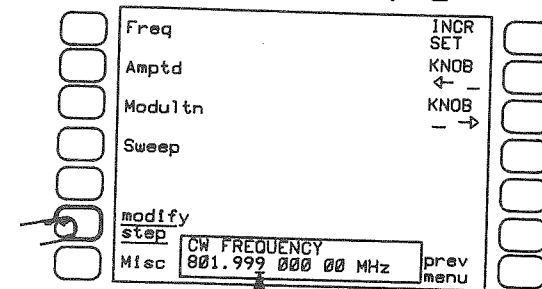 Freq
INCR
SET
Amptd
KNOB
← _
Modultn
KNOB
_ →
Sweep
modify
step
Misc
CW FREQUENCY
801.999 000 00 MHz
prev
menu